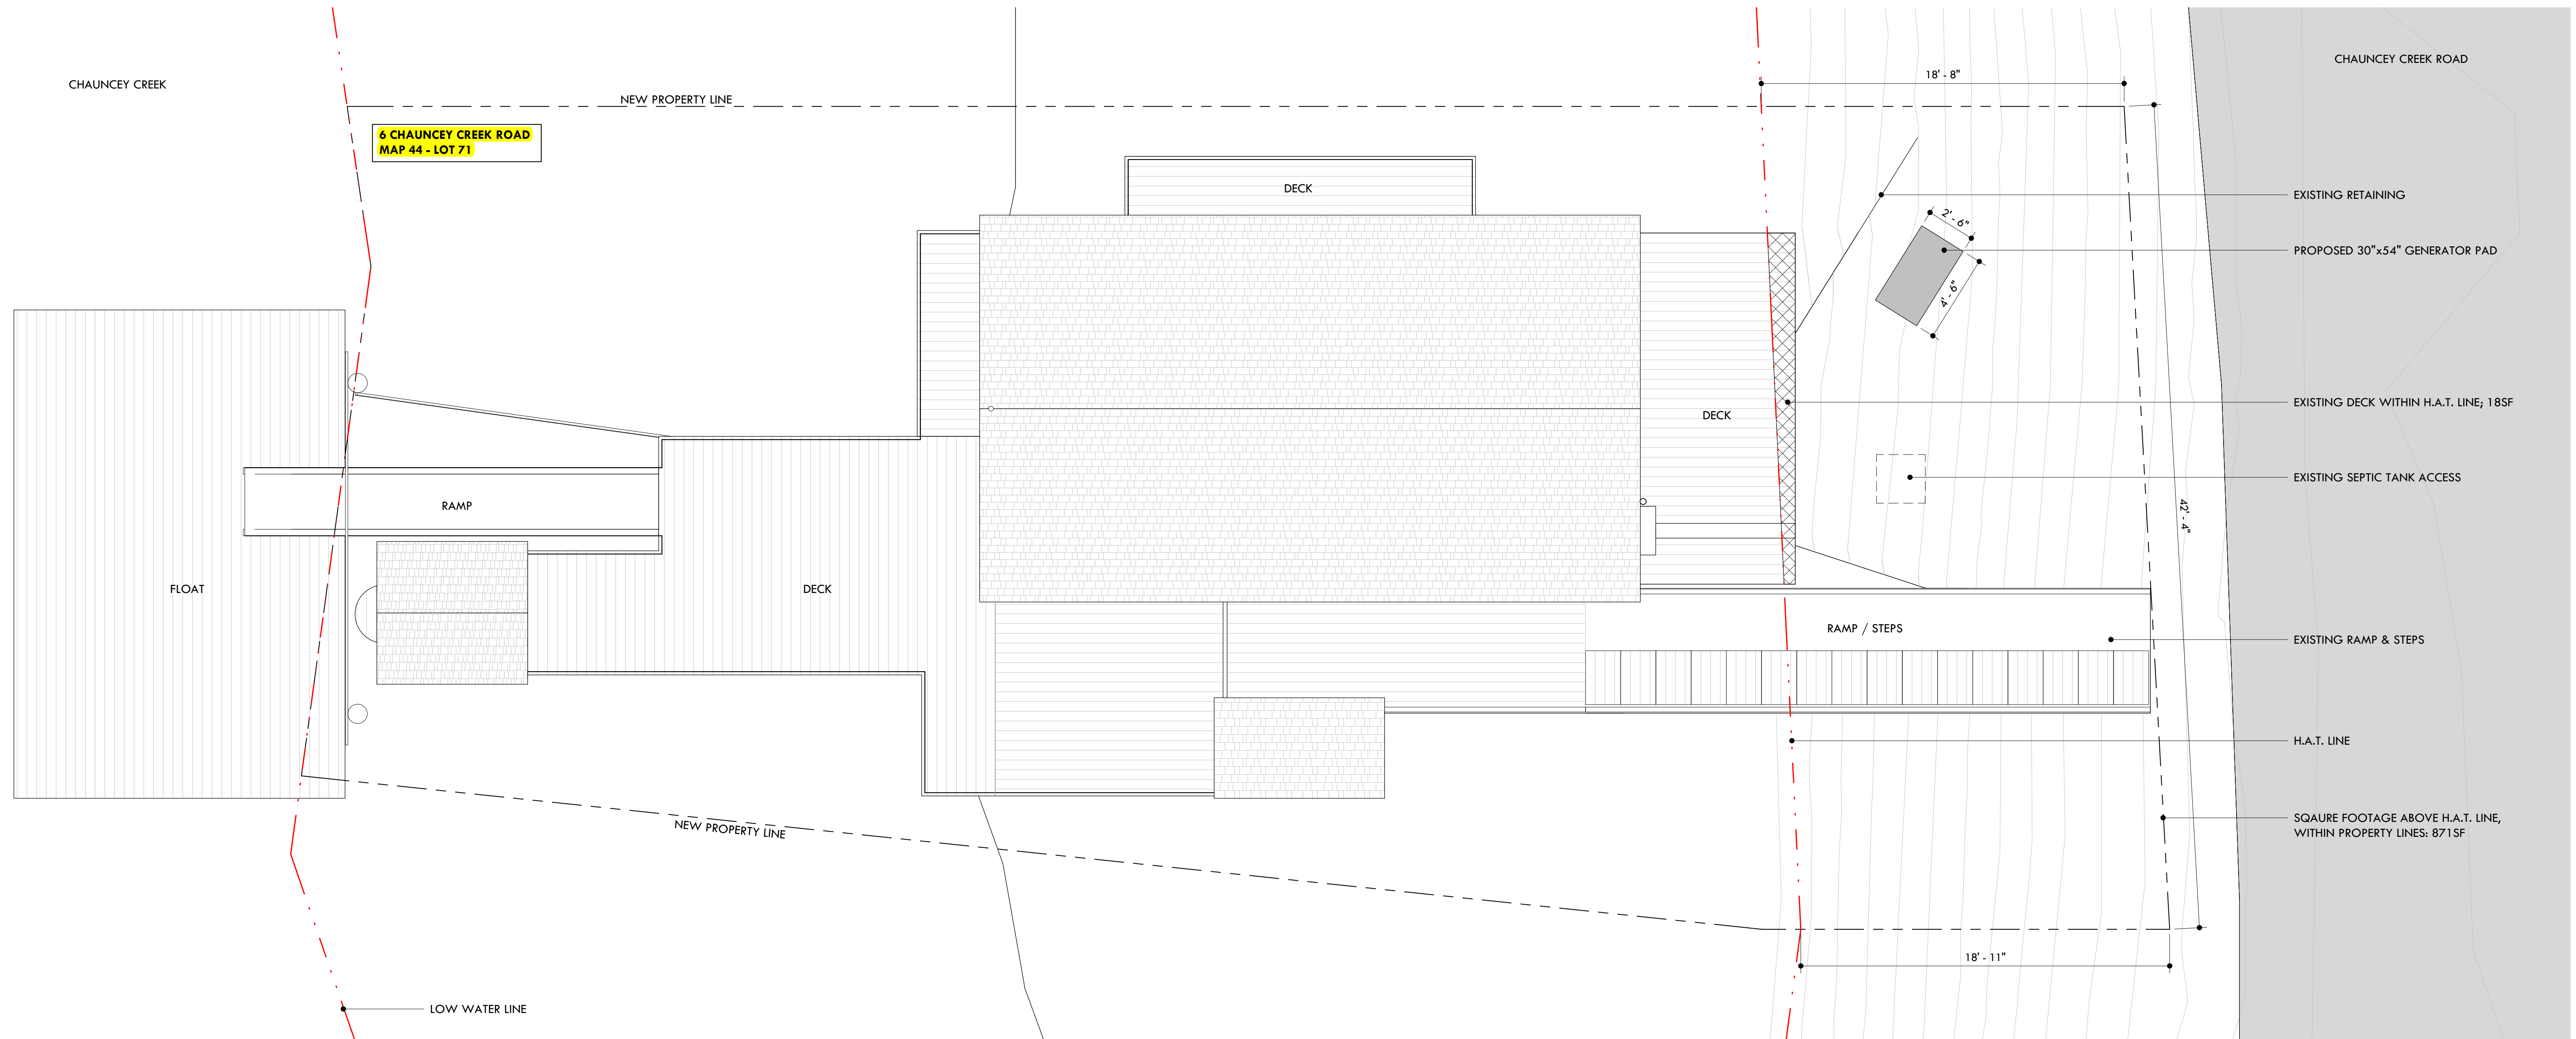 CHAUNCEY CREEK
NEW PROPERTY LINE
18' - 8"
CHAUNCEY CREEK ROAD
6 CHAUNCEY CREEK ROAD
MAP 44 - LOT 71
DECK
EXISTING RETAINING
2' - 6"
PROPOSED 30"x54" GENERATOR PAD
4' - 6"
EXISTING DECK WITHIN H.A.T. LINE; 18SF
DECK
EXISTING SEPTIC TANK ACCESS
RAMP
42' - 4"
FLOAT
DECK
RAMP / STEPS
EXISTING RAMP & STEPS
H.A.T. LINE
SQAURE FOOTAGE ABOVE H.A.T. LINE,
WITHIN PROPERTY LINES: 871SF
NEW PROPERTY LINE
18' - 11"
LOW WATER LINE